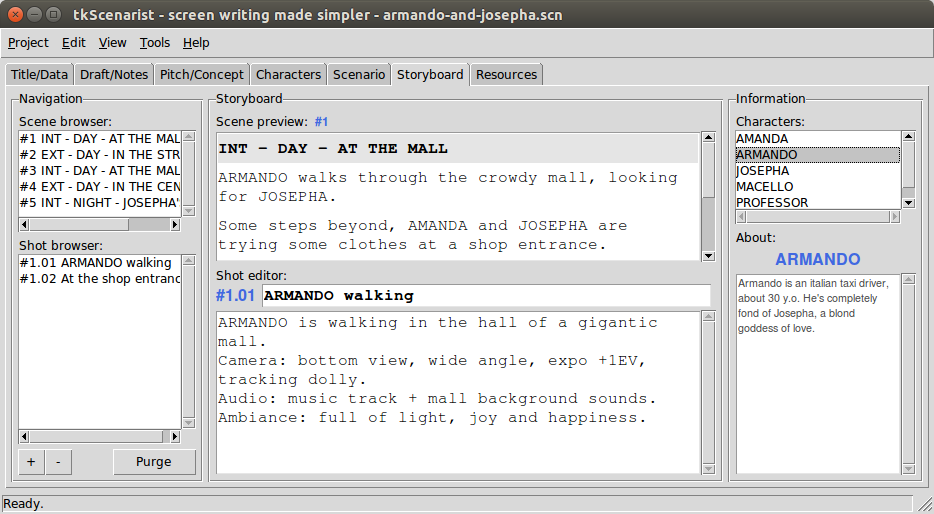 tkScenarist - screen writing made simpler - armando-and-josepha.scn
Project Edit View Tools Help
Title/Data Draft/Notes Pitch/Concept Characters Scenario Storyboard Resources
Navigation
Scene browser:
#1 INT - DAY - AT THE MAL
#2 EXT - DAY - IN THE STR
#3 INT - DAY - AT THE MAL
#4 EXT - DAY - IN THE CEN
#5 INT - NIGHT - JOSEPHA'
Shot browser:
#1.01 ARMANDO walking
#1.02 At the shop entranc
+ - Purge
Storyboard
Scene preview: #1
INT - DAY - AT THE MALL
ARMANDO walks through the crowdy mall, looking
for JOSEPHA.
Some steps beyond, AMANDA and JOSEPHA are
trying some clothes at a shop entrance.
Shot editor:
#1.01 ARMANDO walking
ARMANDO is walking in the hall of a gigantic
mall.
Camera: bottom view, wide angle, expo +1EV,
tracking dolly.
Audio: music track + mall background sounds.
Ambiance: full of light, joy and happiness.
Information
Characters:
AMANDA
ARMANDO
JOSEPHA
MACELLO
PROFESSOR
About:
ARMANDO
Armando is an italian taxi driver,
about 30 y.o. He's completely
fond of Josepha, a blond
goddess of love.
Ready.